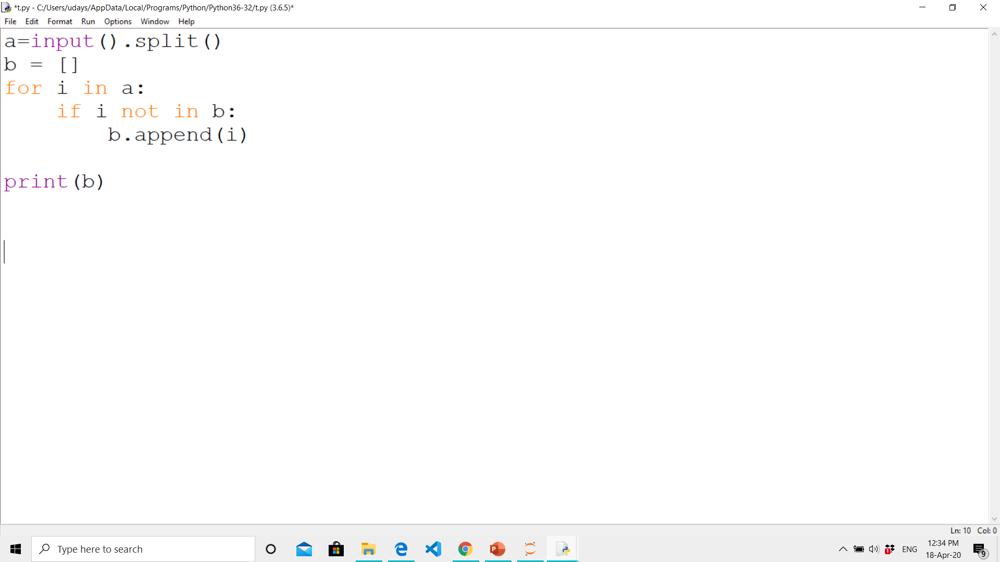 *t.py - C:/Users/udays/AppData/Local/Programs/Python/Python36-32/t.py (3.6.5)*
File Edit Format Run Options Window Help
a=input().split()
b = []
for i in a:
    if i not in b:
        b.append(i)
print(b)
Ln: 10 Col: 0
Type here to search
P
1
ENG
12:34 PM
18-Apr-20
9